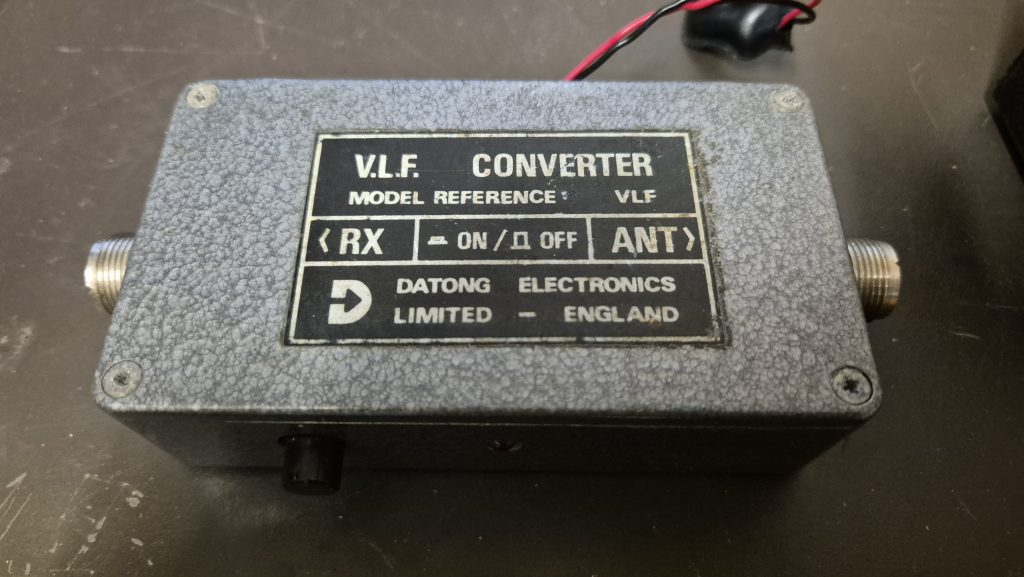 V.L.F. CONVERTER
MODEL REFERENCE: VLF
<RX ON / OFF ANT>
DATONG ELECTRONICS
LIMITED - ENGLAND